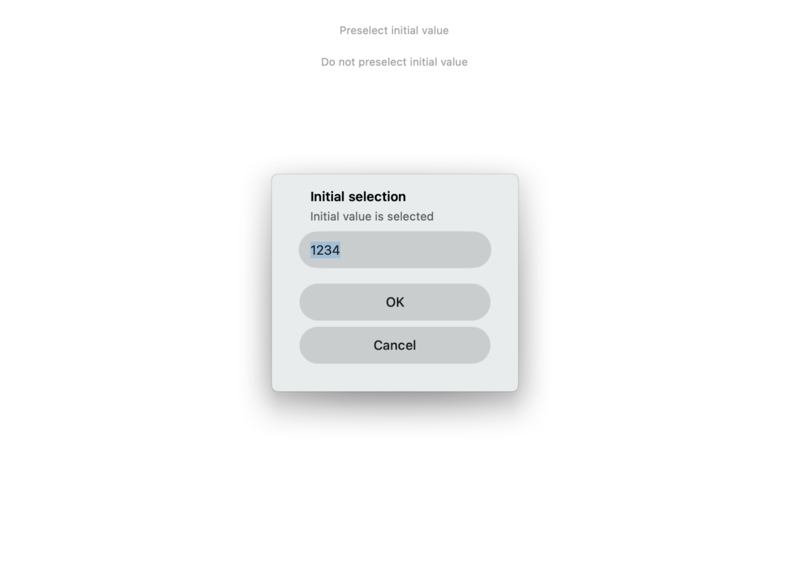 Preselect initial value
Do not preselect initial value
Initial selection
Initial value is selected
1234
OK
Cancel